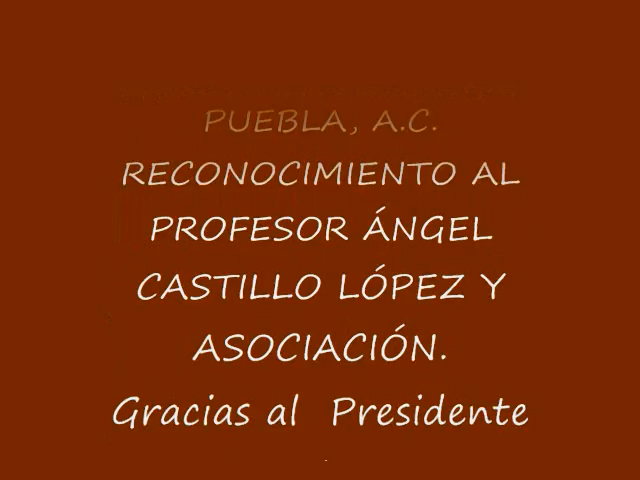 PUEBLA, A.C.
RECONOCIMIENTO AL
PROFESOR ÁNGEL
CASTILLO LÓPEZ Y
ASOCIACIÓN.
Gracias al Presidente